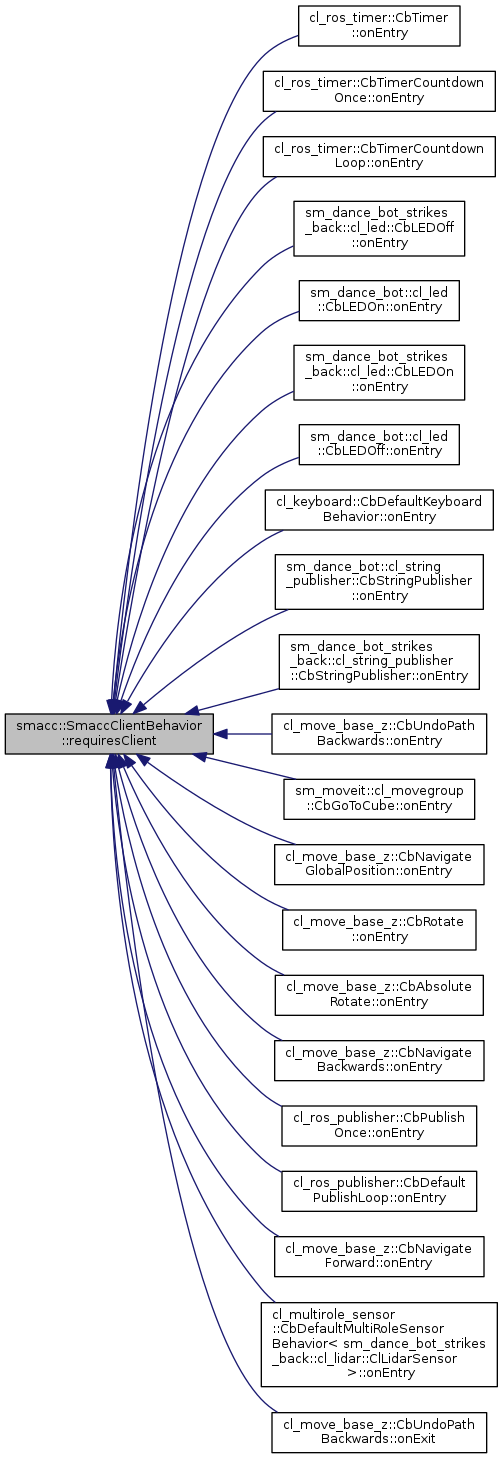 cl_ros_timer::CbTimer
::onEntry
cl_ros_timer::CbTimerCountdown
Once::onEntry
cl_ros_timer::CbTimerCountdown
Loop::onEntry
sm_dance_bot_strikes
_back::cl_led::CbLEDOff
::onEntry
sm_dance_bot::cl_led
::CbLEDOn::onEntry
sm_dance_bot_strikes
_back::cl_led::CbLEDOn
::onEntry
sm_dance_bot::cl_led
::CbLEDOff::onEntry
cl_keyboard::CbDefaultKeyboard
Behavior::onEntry
sm_dance_bot::cl_string
_publisher::CbStringPublisher
::onEntry
sm_dance_bot_strikes
_back::cl_string_publisher
::CbStringPublisher::onEntry
smacc::SmaccClientBehavior
::requiresClient
cl_move_base_z::CbUndoPath
Backwards::onEntry
sm_moveit::cl_movegroup
::CbGoToCube::onEntry
cl_move_base_z::CbNavigate
GlobalPosition::onEntry
cl_move_base_z::CbRotate
::onEntry
cl_move_base_z::CbAbsolute
Rotate::onEntry
cl_move_base_z::CbNavigate
Backwards::onEntry
cl_ros_publisher::CbPublish
Once::onEntry
cl_ros_publisher::CbDefault
PublishLoop::onEntry
cl_move_base_z::CbNavigate
Forward::onEntry
cl_multirole_sensor
::CbDefaultMultiRoleSensor
Behavior< sm_dance_bot_strikes
_back::cl_lidar::ClLidarSensor
>::onEntry
cl_move_base_z::CbUndoPath
Backwards::onExit